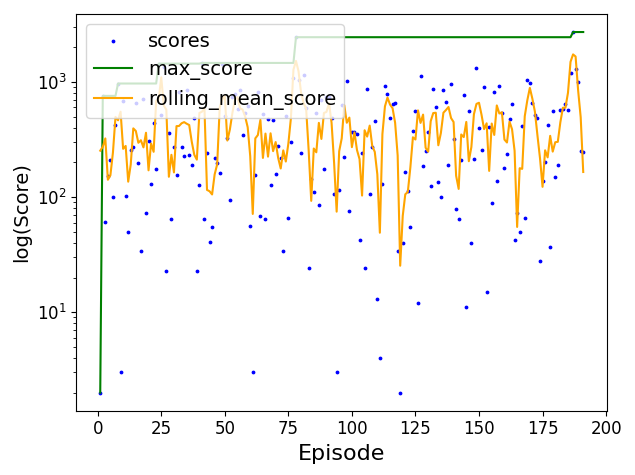 scores
max_score
rolling_mean_score
log(Score)
10³
10²
10¹
0 25 50 75 100 125 150 175 200
Episode